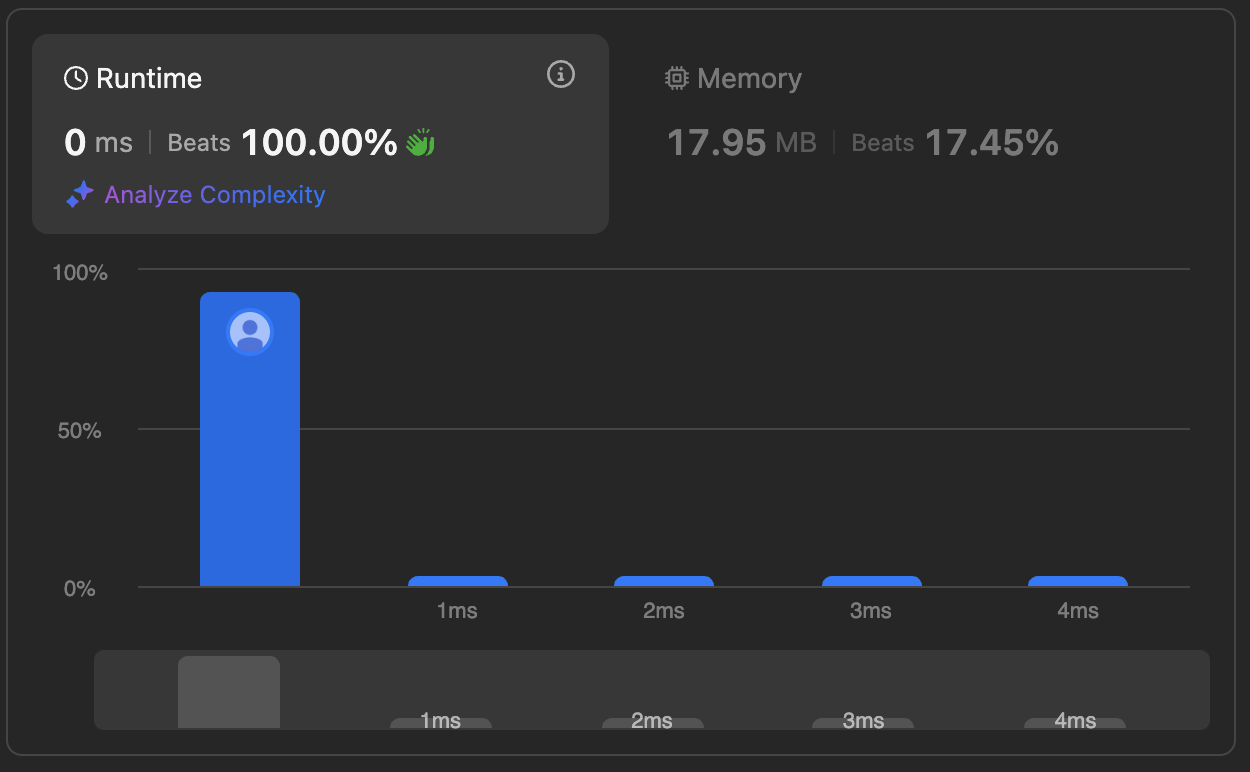 Runtime
0 ms | Beats 100.00%
Analyze Complexity
Memory
17.95 MB | Beats 17.45%
100%
50%
0%
1ms 2ms 3ms 4ms
1ms 2ms 3ms 4ms